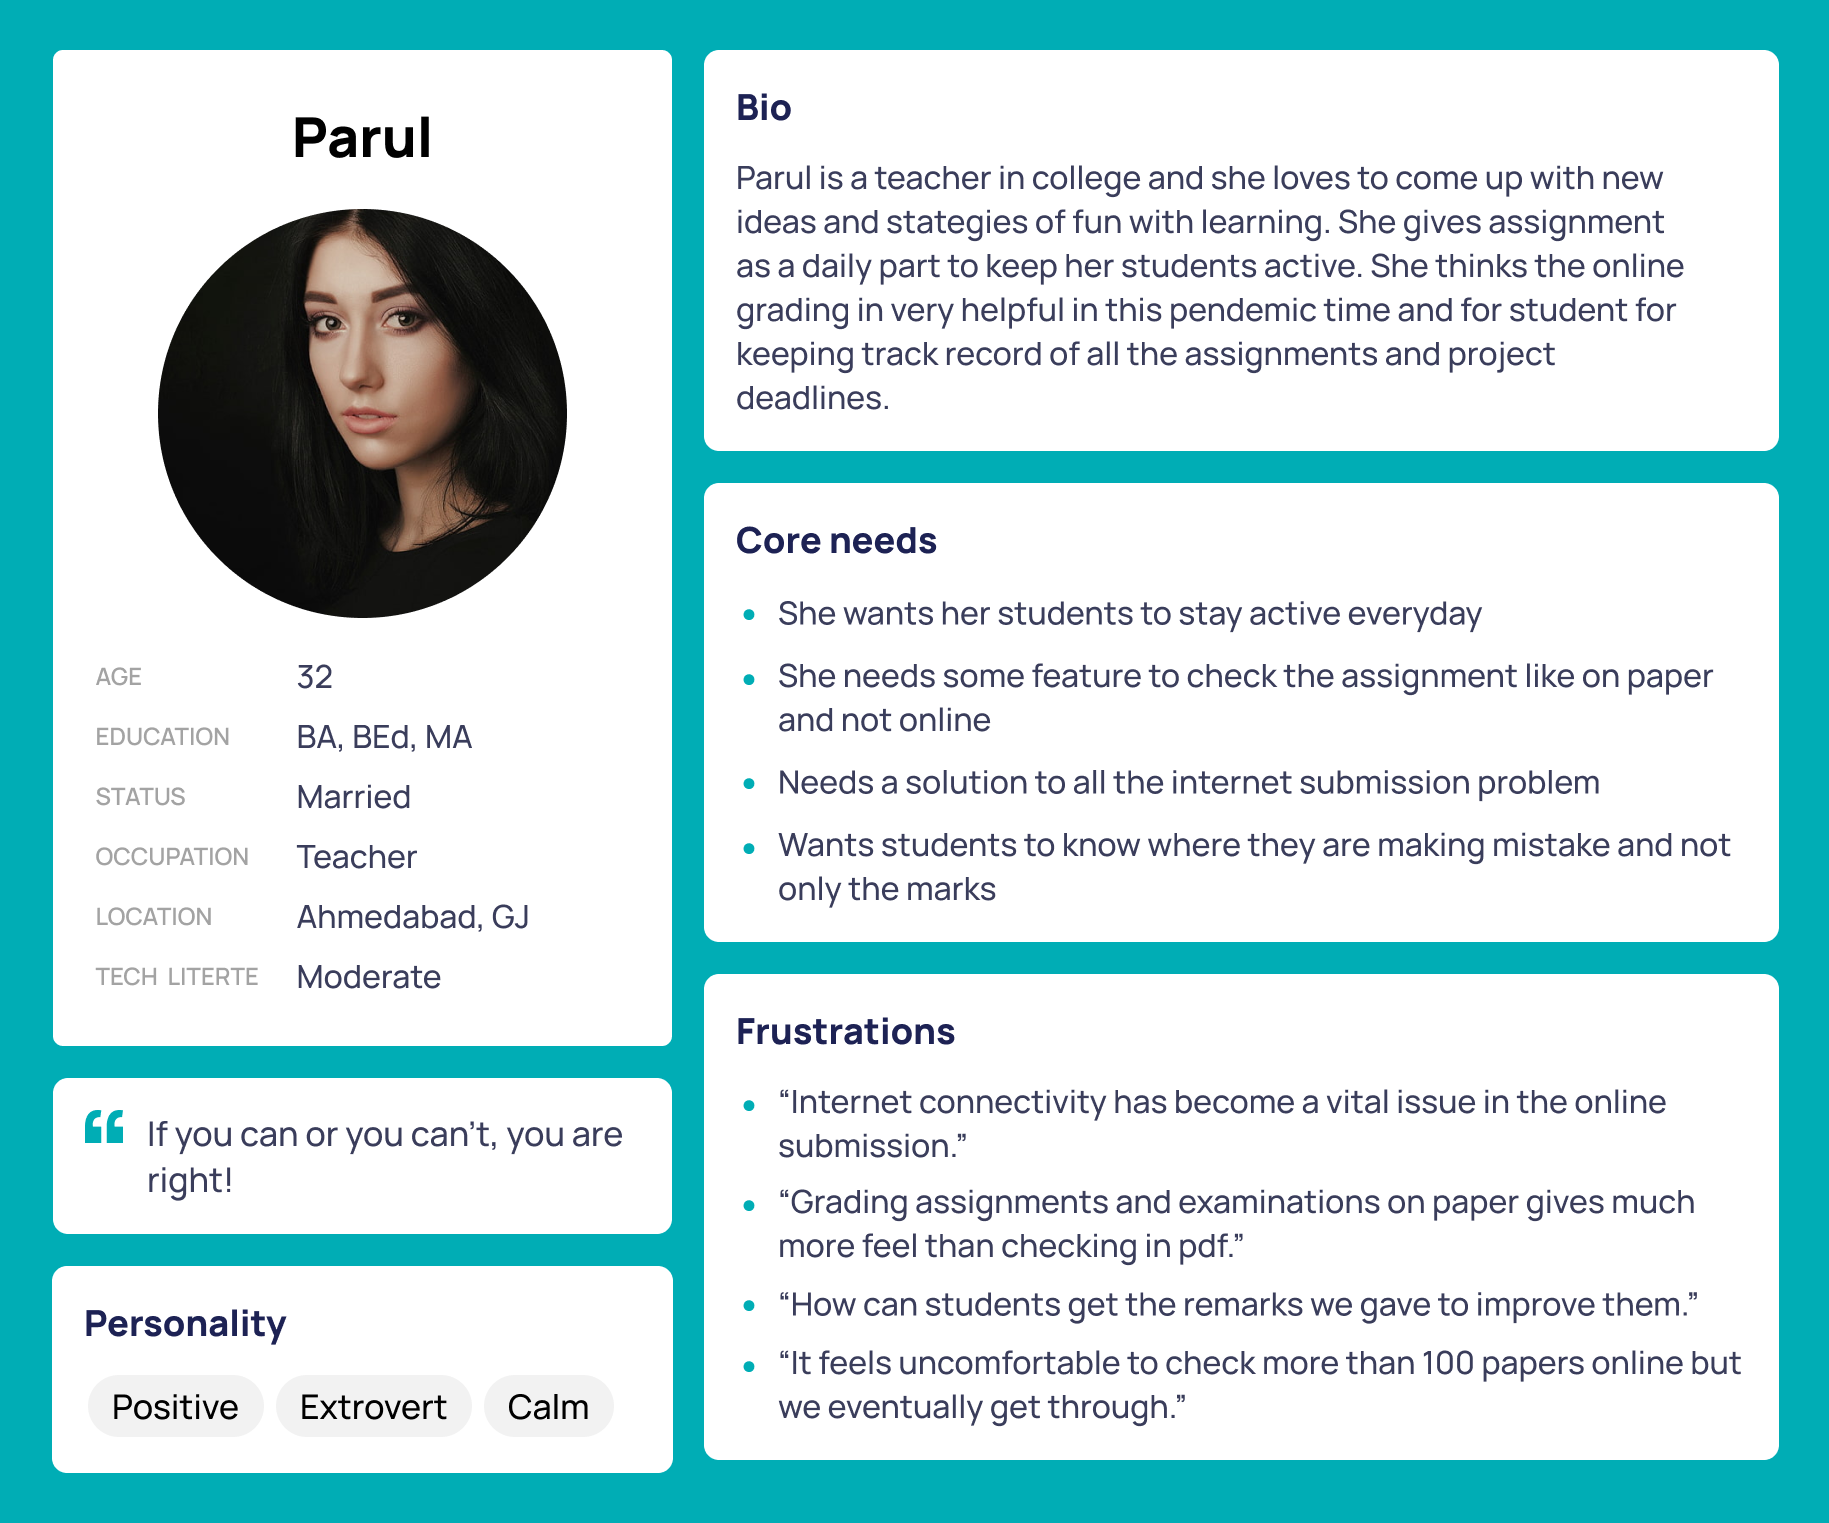 Parul
AGE 32
EDUCATION BA, BEd, MA
STATUS Married
OCCUPATION Teacher
LOCATION Ahmedabad, GJ
TECH LITERTE Moderate
“ If you can or you can’t, you are
right!
Personality
Positive Extrovert Calm
Bio
Parul is a teacher in college and she loves to come up with new
ideas and stategies of fun with learning. She gives assignment
as a daily part to keep her students active. She thinks the online
grading in very helpful in this pendemic time and for student for
keeping track record of all the assignments and project
deadlines.
Core needs
• She wants her students to stay active everyday
• She needs some feature to check the assignment like on paper
and not online
• Needs a solution to all the internet submission problem
• Wants students to know where they are making mistake and not
only the marks
Frustrations
• “Internet connectivity has become a vital issue in the online
submission.”
• “Grading assignments and examinations on paper gives much
more feel than checking in pdf.”
• “How can students get the remarks we gave to improve them.”
• “It feels uncomfortable to check more than 100 papers online but
we eventually get through.”